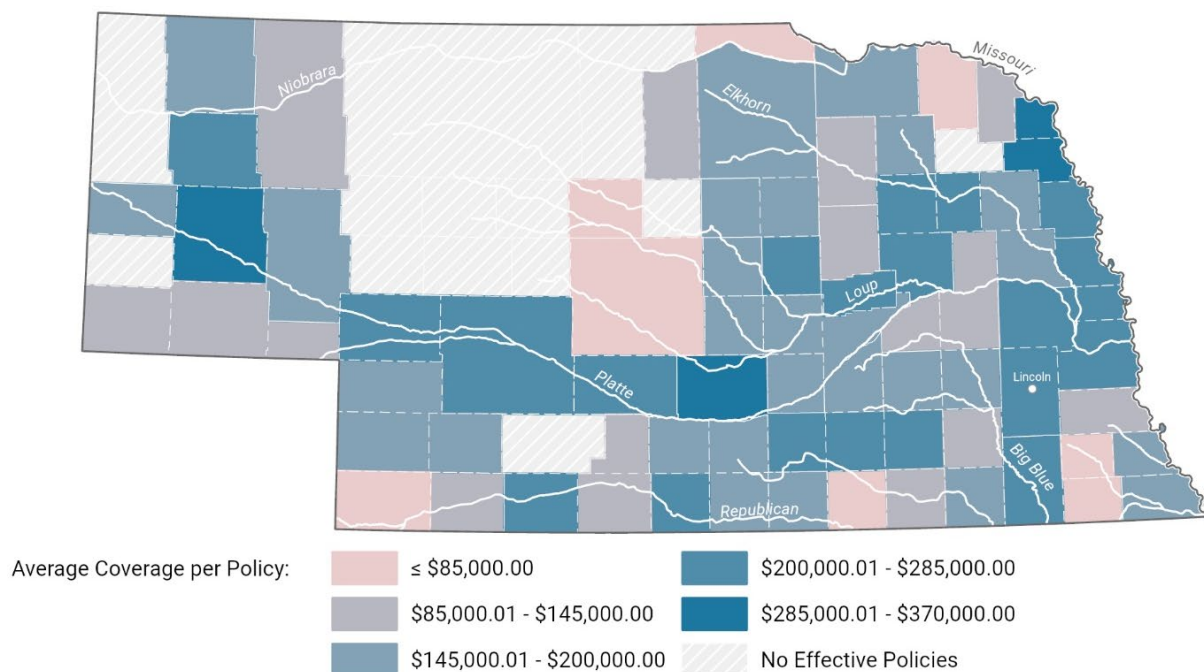 Missouri
Niobrara
Elkhorn
Loup
Platte
Lincoln
Big Blue
Republican
Average Coverage per Policy:
≤ $85,000.00
$200,000.01 - $285,000.00
$85,000.01 - $145,000.00
$285,000.01 - $370,000.00
$145,000.01 - $200,000.00
No Effective Policies